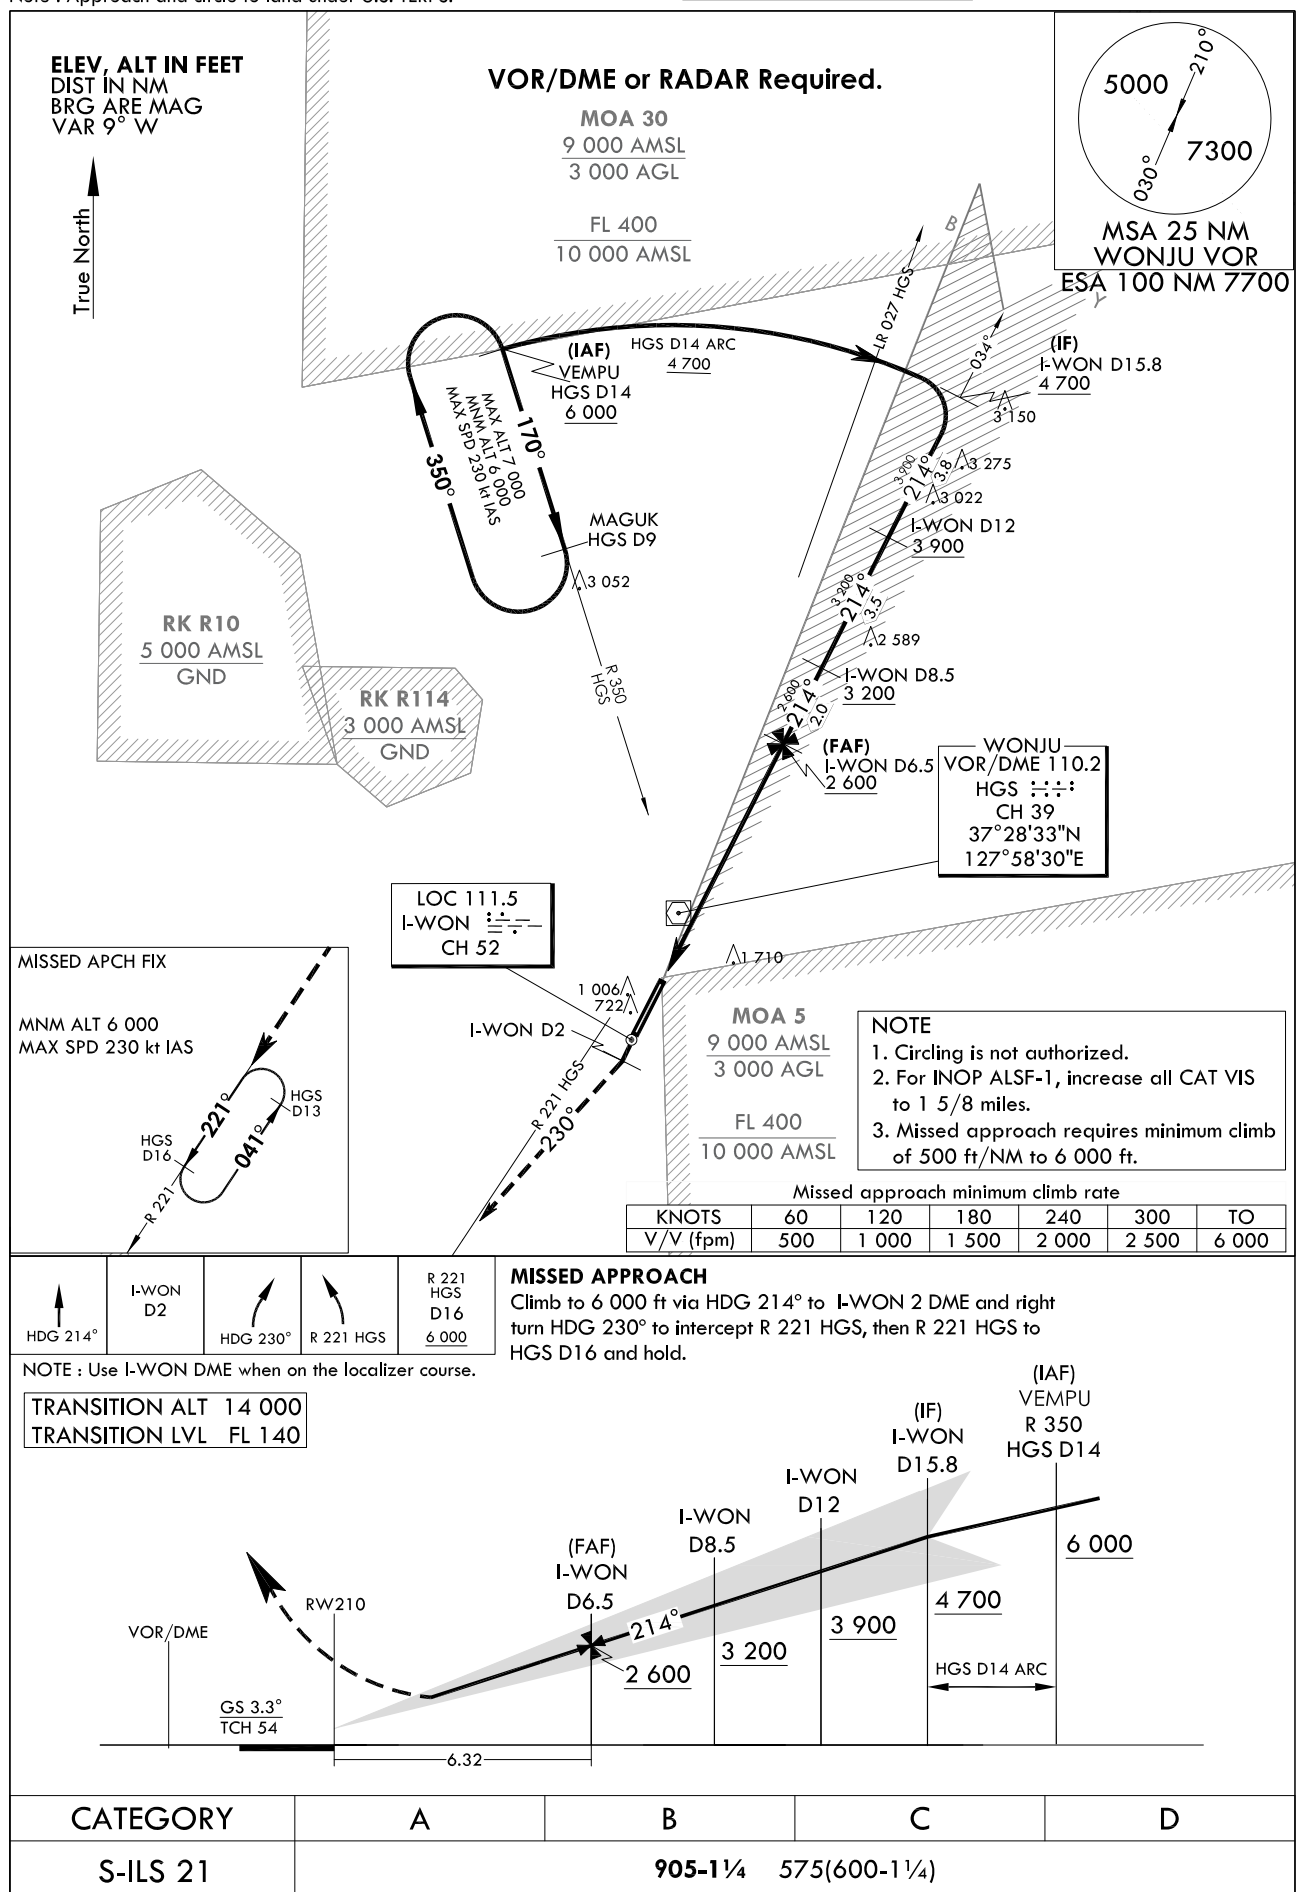 ELEV, ALT IN FEET
DIST IN NM
BRG ARE MAG
VAR 9° W
True North
VOR/DME or RADAR Required.
MOA 30
9 000 AMSL
3 000 AGL
FL 400
10 000 AMSL
5000
7300
210°
030°
MSA 25 NM
WONJU VOR
ESA 100 NM 7700
B
Y
LR 027 HGS
034°
(IAF)
VEMPU
HGS D14
6 000
HGS D14 ARC
4 700
(IF)
I-WON D15.8
4 700
3 150
MAX ALT 7 000
MNM ALT 6 000
MAX SPD 230 kt IAS
170°
350°
MAGUK
HGS D9
3 052
R 350
HGS
3 900
214°
3.8
3 275
3 022
I-WON D12
3 900
3 200
214°
3.5
2 589
I-WON D8.5
3 200
2 600
214°
2.0
(FAF)
I-WON D6.5
2 600
RK R10
5 000 AMSL
GND
RK R114
3 000 AMSL
GND
WONJU
VOR/DME 110.2
HGS
CH 39
37°28'33"N
127°58'30"E
LOC 111.5
I-WON
CH 52
1 710
1 006
722
I-WON D2
R 221 HGS
230°
MISSED APCH FIX
MNM ALT 6 000
MAX SPD 230 kt IAS
221°
041°
HGS
D13
HGS
D16
R 221
MOA 5
9 000 AMSL
3 000 AGL
FL 400
10 000 AMSL
NOTE
1. Circling is not authorized.
2. For INOP ALSF-1, increase all CAT VIS
to 1 5/8 miles.
3. Missed approach requires minimum climb
of 500 ft/NM to 6 000 ft.
Missed approach minimum climb rate
KNOTS 60 120 180 240 300 TO
V/V (fpm) 500 1 000 1 500 2 000 2 500 6 000
HDG 214°
I-WON
D2
HDG 230°
R 221 HGS
R 221
HGS
D16
6 000
MISSED APPROACH
Climb to 6 000 ft via HDG 214° to I-WON 2 DME and right
turn HDG 230° to intercept R 221 HGS, then R 221 HGS to
HGS D16 and hold.
NOTE : Use I-WON DME when on the localizer course.
TRANSITION ALT 14 000
TRANSITION LVL FL 140
(IAF)
VEMPU
R 350
HGS D14
(IF)
I-WON
D15.8
I-WON
D12
I-WON
D8.5
(FAF)
I-WON
D6.5
RW210
VOR/DME
214°
6 000
4 700
3 900
3 200
2 600
HGS D14 ARC
GS 3.3°
TCH 54
6.32
CATEGORY A B C D
S-ILS 21 905-1¼ 575(600-1¼)